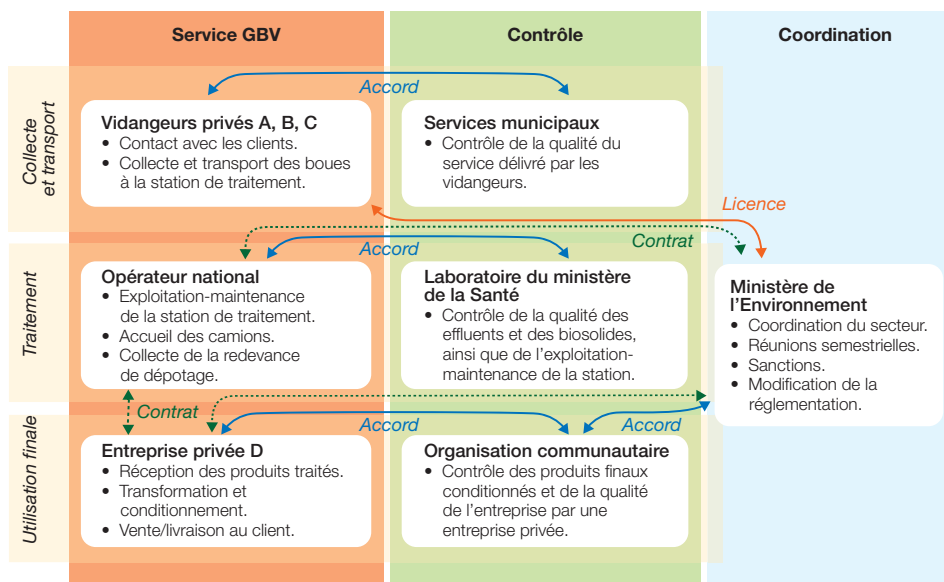 Service GBV
Contrôle
Coordination
Collecte
et transport
Accord
Vidangeurs privés A, B, C
• Contact avec les clients.
• Collecte et transport des boues
à la station de traitement.
Services municipaux
• Contrôle de la qualité du
service délivré par les
vidangeurs.
Licence
Contrat
Accord
Traitement
Opérateur national
• Exploitation-maintenance
de la station de traitement.
• Accueil des camions.
• Collecte de la redevance
de dépotage.
Laboratoire du ministère
de la Santé
• Contrôle de la qualité des
effluents et des biosolides,
ainsi que de l'exploitation-
maintenance de la station.
Ministère de
l'Environnement
• Coordination du secteur.
• Réunions semestrielles.
• Sanctions.
• Modification de la
réglementation.
Contrat
Accord
Accord
Utilisation finale
Entreprise privée D
• Réception des produits traités.
• Transformation et
conditionnement.
• Vente/livraison au client.
Organisation communautaire
• Contrôle des produits finaux
conditionnés et de la qualité
de l'entreprise par une
entreprise privée.